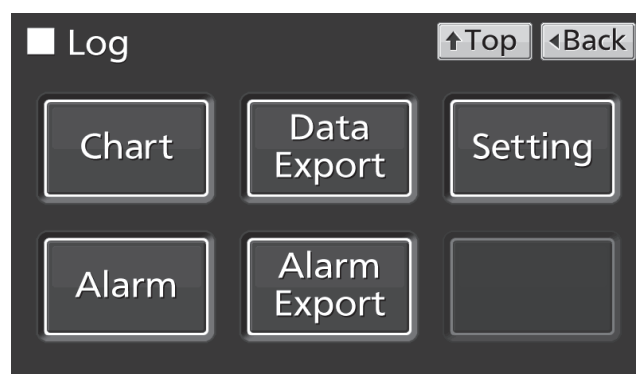 Log
↑Top
◂Back
Chart
Data
Export
Setting
Alarm
Alarm
Export